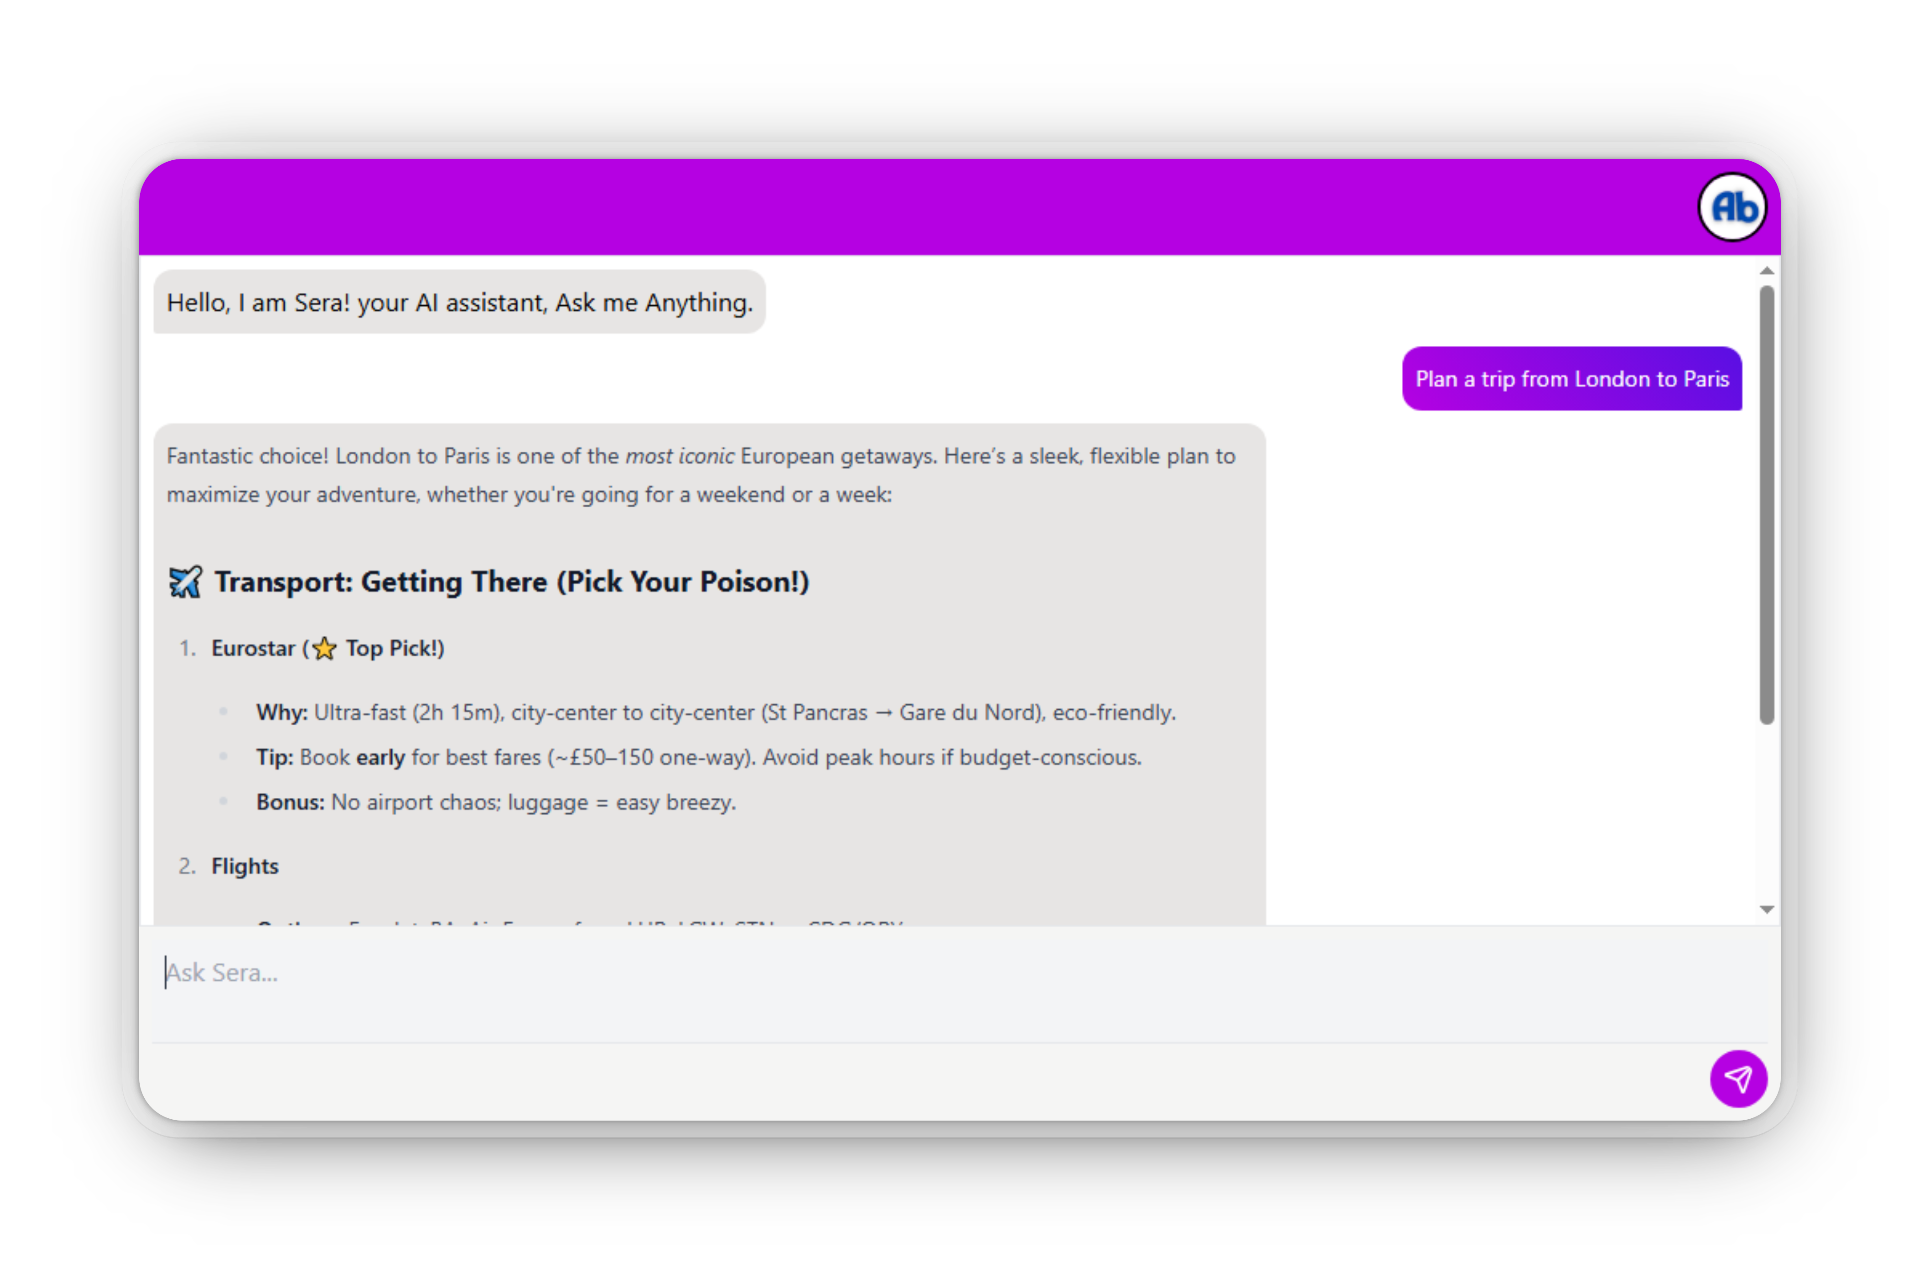 Ab
Hello, I am Sera! your AI assistant, Ask me Anything.
Plan a trip from London to Paris
Fantastic choice! London to Paris is one of the most iconic European getaways. Here’s a sleek, flexible plan to
maximize your adventure, whether you're going for a weekend or a week:
Transport: Getting There (Pick Your Poison!)
1. Eurostar (⭐ Top Pick!)
Why: Ultra-fast (2h 15m), city-center to city-center (St Pancras → Gare du Nord), eco-friendly.
Tip: Book early for best fares (~£50–150 one-way). Avoid peak hours if budget-conscious.
Bonus: No airport chaos; luggage = easy breezy.
2. Flights
Ask Sera...